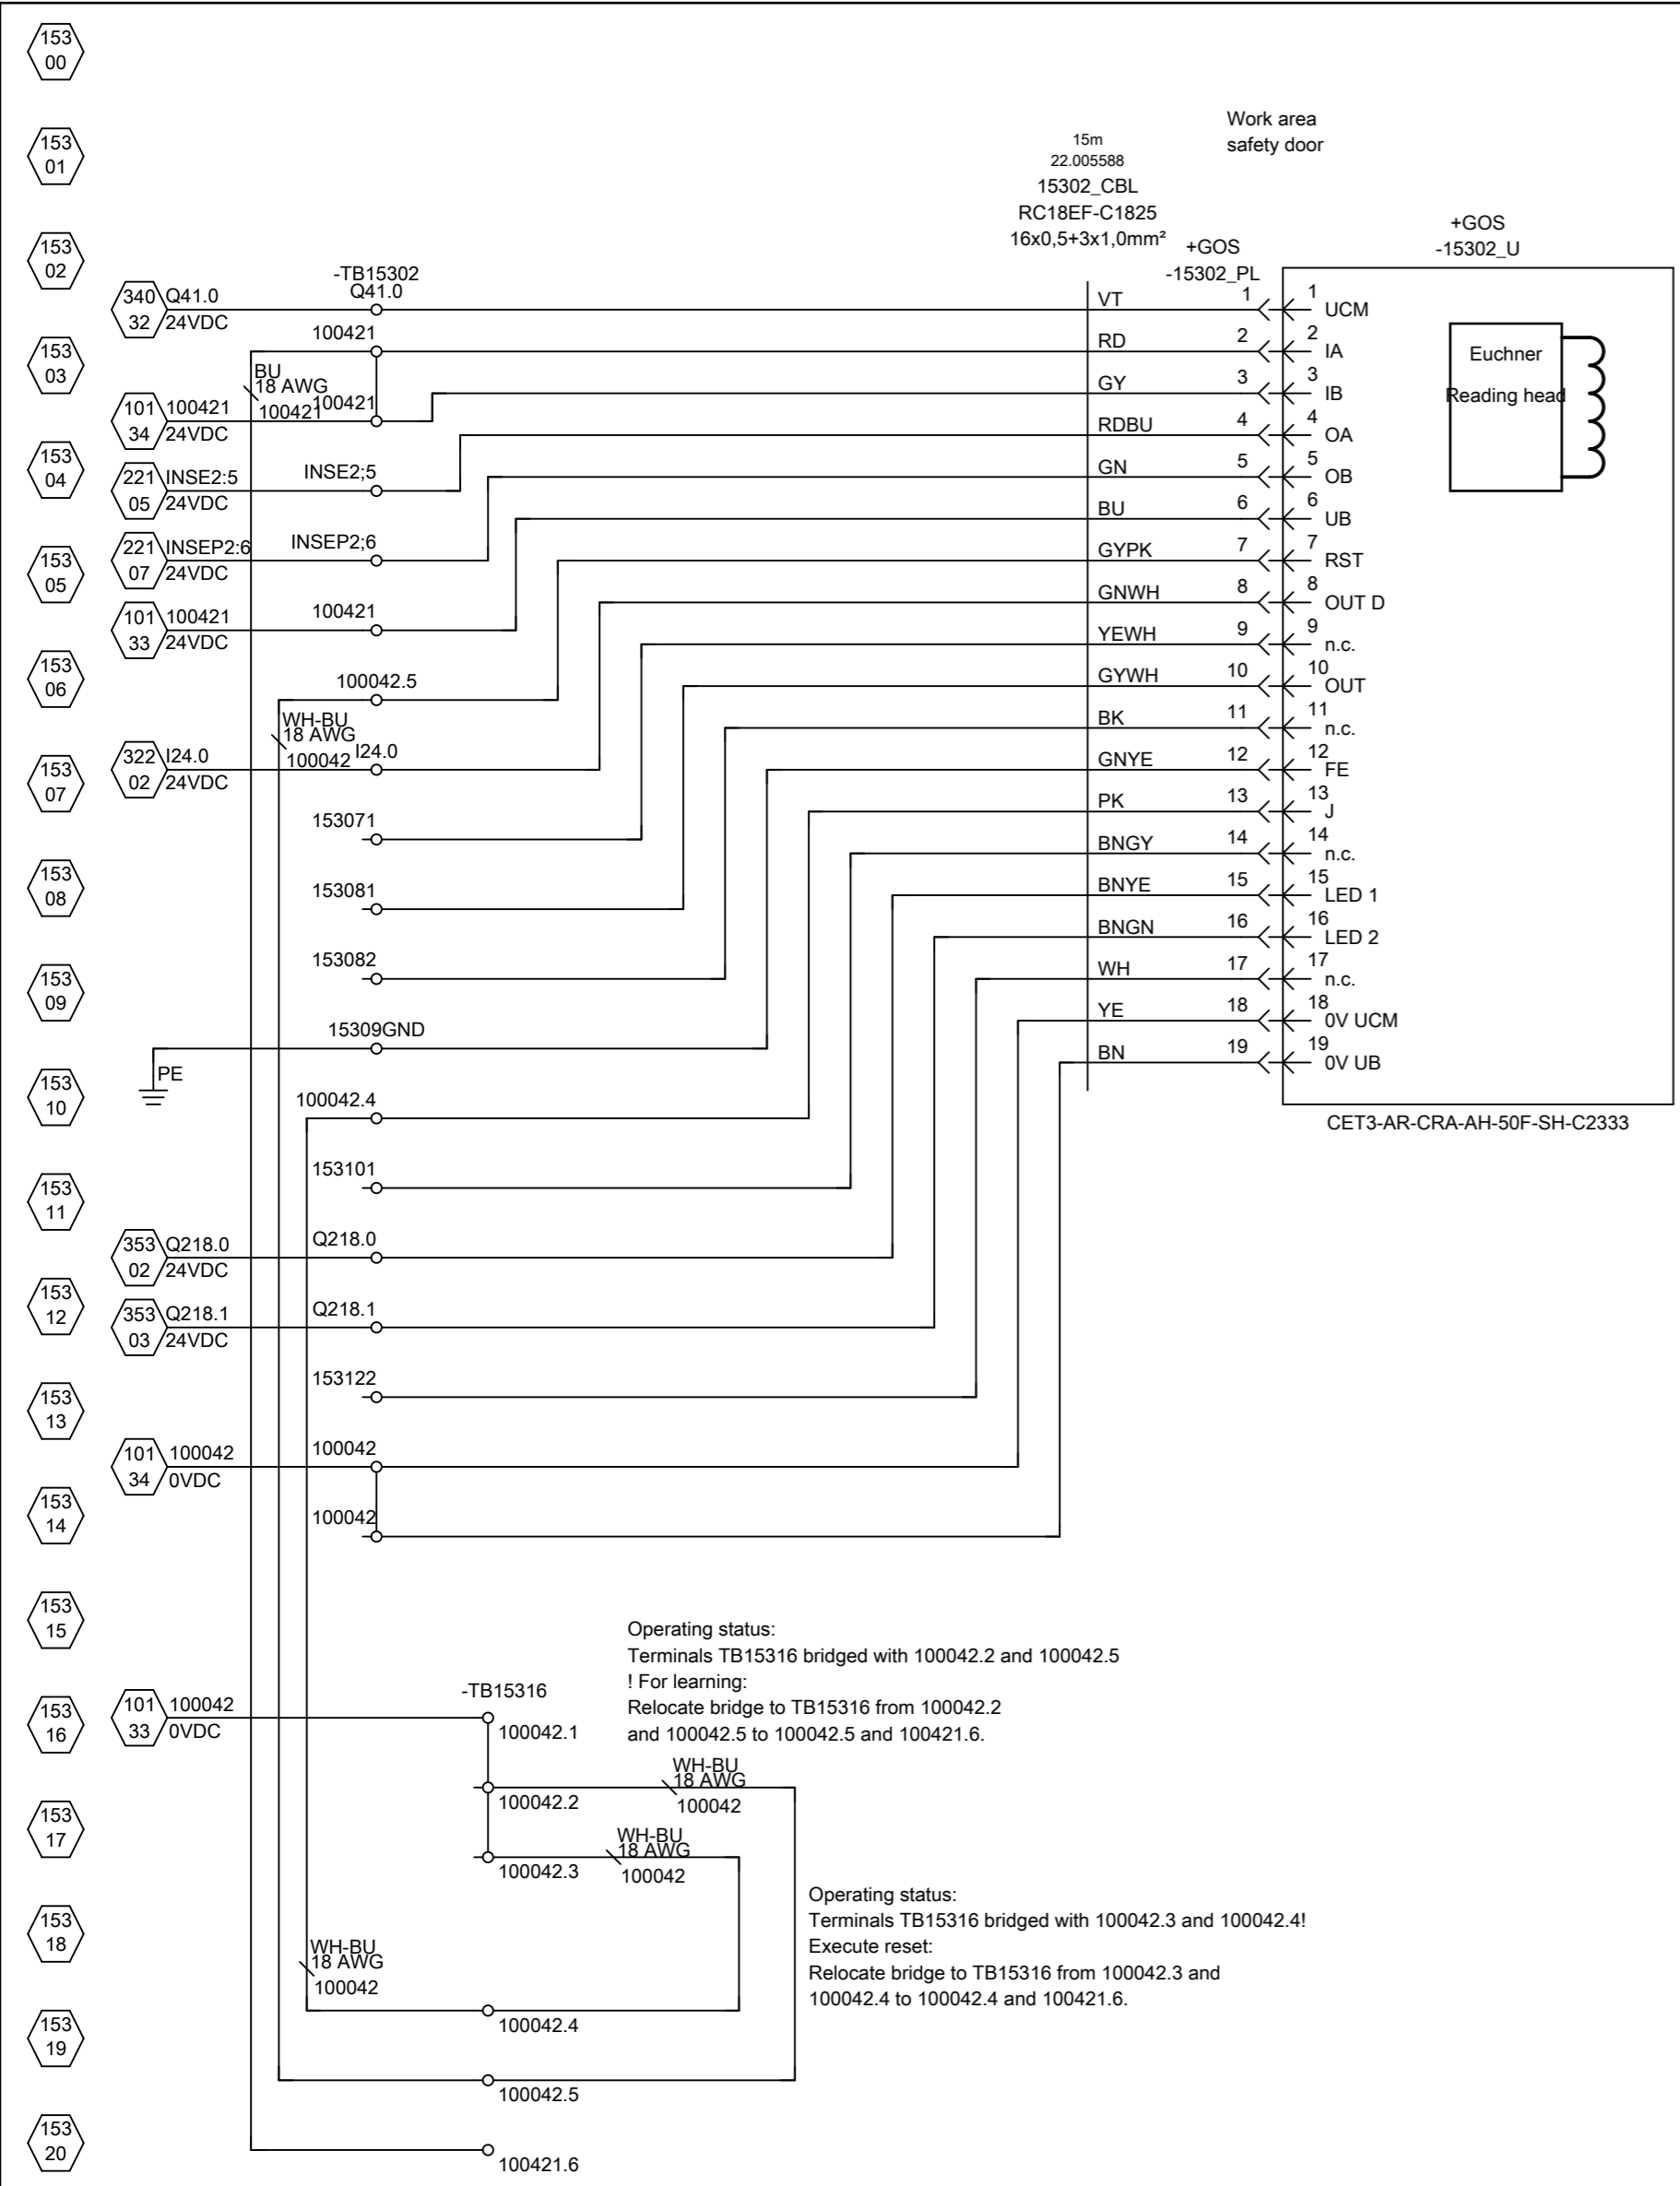 153
00
153
01
Work area
safety door
15m
22.005588
15302_CBL
RC18EF-C1825
16x0,5+3x1,0mm²
+GOS
-15302_PL
+GOS
-15302_U
153
02
-TB15302
340
32
Q41.0
24VDC
Q41.0
VT
1
1
UCM
100421
RD
2
2
IA
Euchner
Reading head
153
03
BU
18 AWG
100421
101
34
100421
24VDC
100421
GY
3
3
IB
RDBU
4
4
OA
153
04
221
05
INSE2:5
24VDC
INSE2;5
GN
5
5
OB
BU
6
6
UB
153
05
221
07
INSEP2:6
24VDC
INSEP2;6
GYPK
7
7
RST
101
33
100421
24VDC
100421
GNWH
8
8
OUT D
YEWH
9
9
n.c.
153
06
100042.5
GYWH
10
10
OUT
WH-BU
18 AWG
100042
BK
11
11
n.c.
153
07
322
02
I24.0
24VDC
I24.0
GNYE
12
12
FE
PK
13
13
J
153071
BNGY
14
14
n.c.
153
08
153081
BNYE
15
15
LED 1
BNGN
16
16
LED 2
153
09
153082
WH
17
17
n.c.
YE
18
18
0V UCM
15309GND
PE
BN
19
19
0V UB
153
10
100042.4
CET3-AR-CRA-AH-50F-SH-C2333
153101
153
11
353
02
Q218.0
24VDC
Q218.0
153
12
353
03
Q218.1
24VDC
Q218.1
153122
153
13
101
34
100042
0VDC
100042
153
14
100042
153
15
Operating status:
Terminals TB15316 bridged with 100042.2 and 100042.5
! For learning:
Relocate bridge to TB15316 from 100042.2
and 100042.5 to 100042.5 and 100421.6.
153
16
101
33
100042
0VDC
-TB15316
100042.1
WH-BU
18 AWG
100042
100042.2
153
17
WH-BU
18 AWG
100042
100042.3
Operating status:
Terminals TB15316 bridged with 100042.3 and 100042.4!
Execute reset:
Relocate bridge to TB15316 from 100042.3 and
100042.4 to 100042.4 and 100421.6.
153
18
WH-BU
18 AWG
100042
100042.4
153
19
100042.5
153
20
100421.6